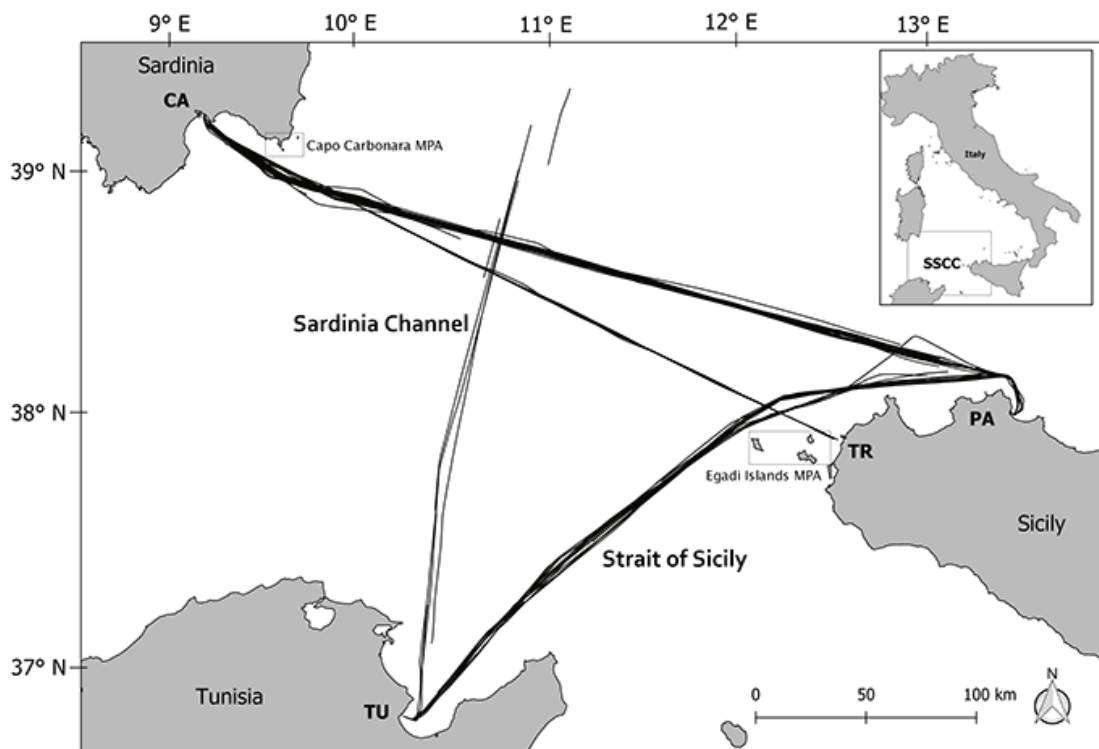 9° E 10° E 11° E 12° E 13° E
Sardinia
CA
Capo Carbonara MPA
39° N
Italy
SSCC
Sardinia Channel
38° N
PA
TR
Egadi Islands MPA
Sicily
Strait of Sicily
37° N
Tunisia
TU
0 50 100 km
N